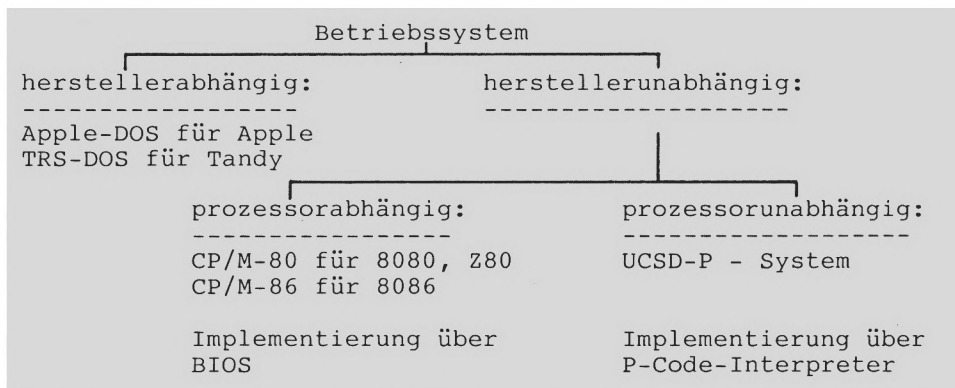 Betriebssystem
herstellerabhängig:
Apple-DOS für Apple
TRS-DOS für Tandy
herstellerunabhängig:
prozessorabhängig:
CP/M-80 für 8080, Z80
CP/M-86 für 8086
Implementierung über
BIOS
prozessorunabhängig:
UCSD-P - System
Implementierung über
P-Code-Interpreter